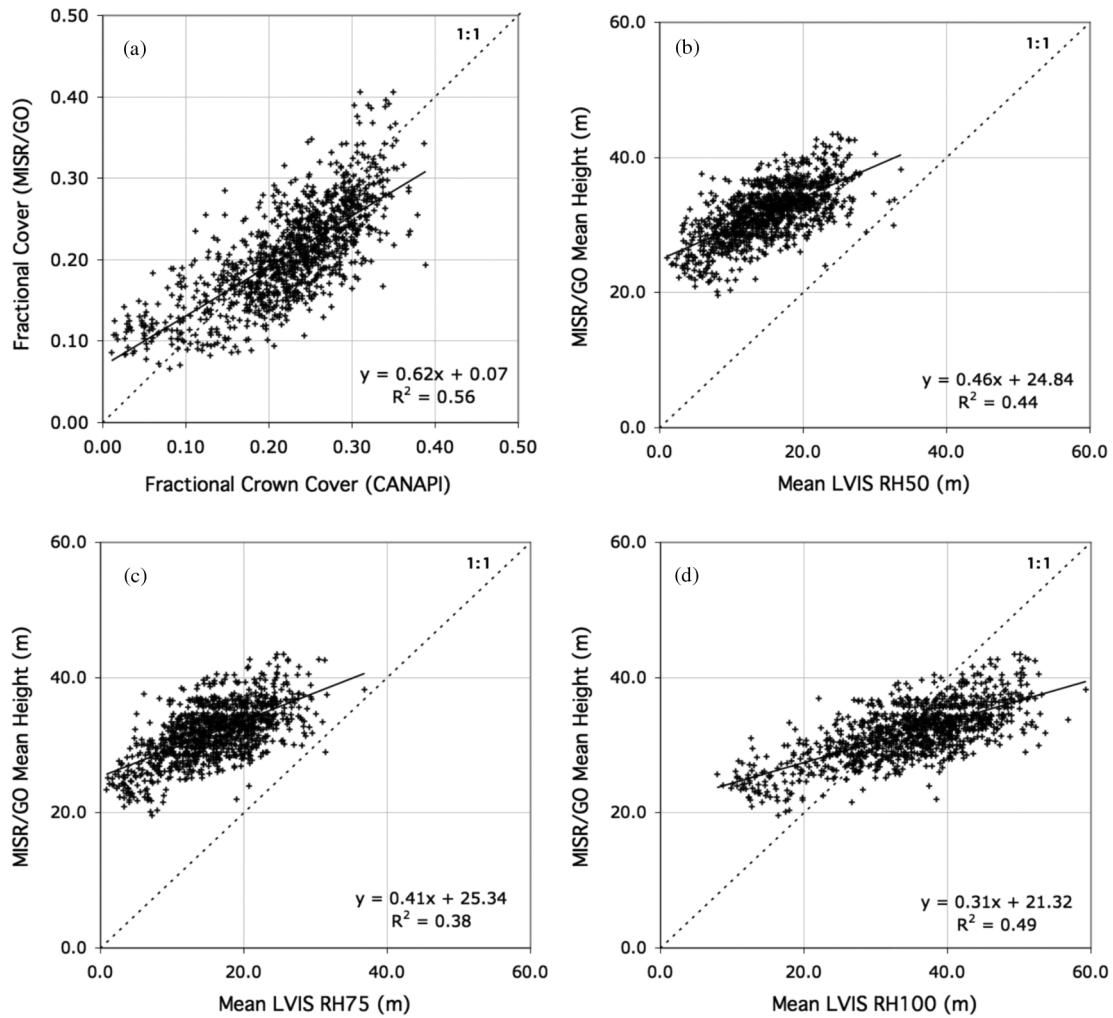 (a)
1:1
0.50
0.40
0.30
0.20
0.10
0.00
Fractional Cover (MISR/GO)
y = 0.62x + 0.07
R² = 0.56
0.00 0.10 0.20 0.30 0.40 0.50
Fractional Crown Cover (CANAPI)
(b)
1:1
60.0
40.0
20.0
0.0
MISR/GO Mean Height (m)
y = 0.46x + 24.84
R² = 0.44
0.0 20.0 40.0 60.0
Mean LVIS RH50 (m)
(c)
1:1
60.0
40.0
20.0
0.0
MISR/GO Mean Height (m)
y = 0.41x + 25.34
R² = 0.38
0.0 20.0 40.0 60.0
Mean LVIS RH75 (m)
(d)
1:1
60.0
40.0
20.0
0.0
MISR/GO Mean Height (m)
y = 0.31x + 21.32
R² = 0.49
0.0 20.0 40.0 60.0
Mean LVIS RH100 (m)